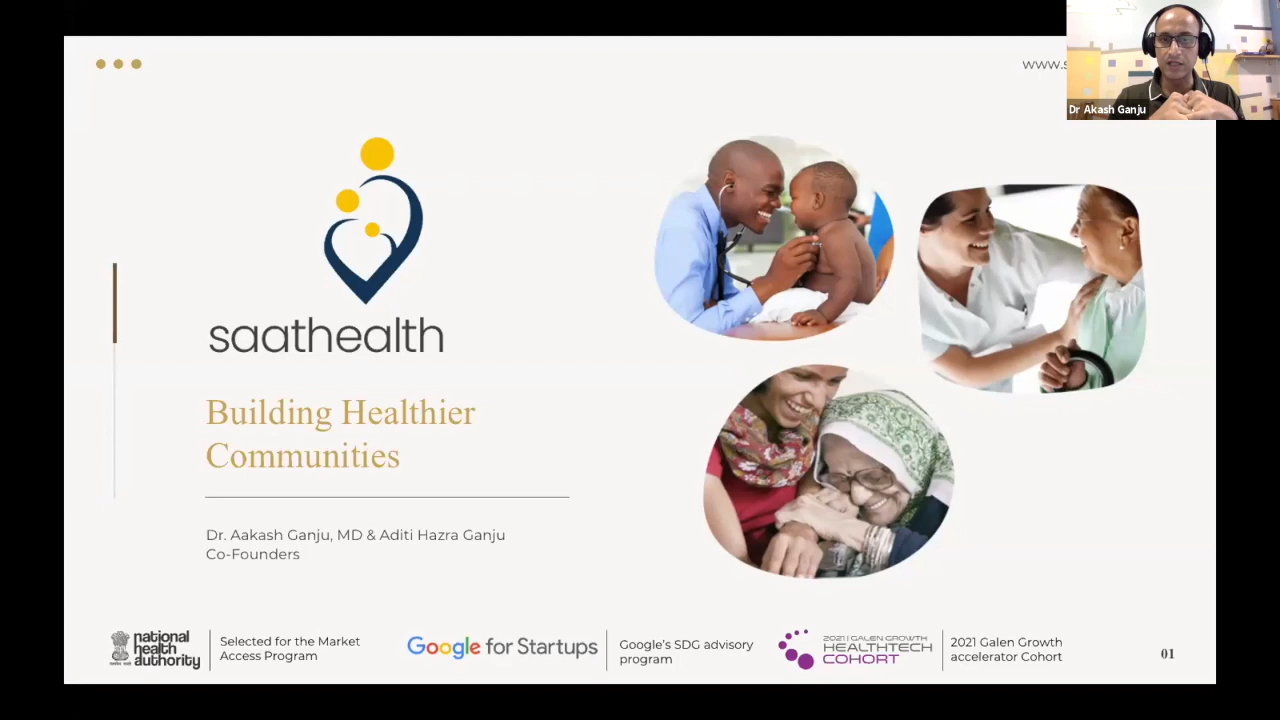 www.s
Dr Akash Ganju
saathealth
Building Healthier
Communities
Dr. Aakash Ganju, MD & Aditi Hazra Ganju
Co-Founders
national
health
authority
Selected for the Market
Access Program
Google for Startups
Google's SDG advisory
program
2021 | GALEN GROWTH
HEALTHTECH
COHORT
2021 Galen Growth
accelerator Cohort
01